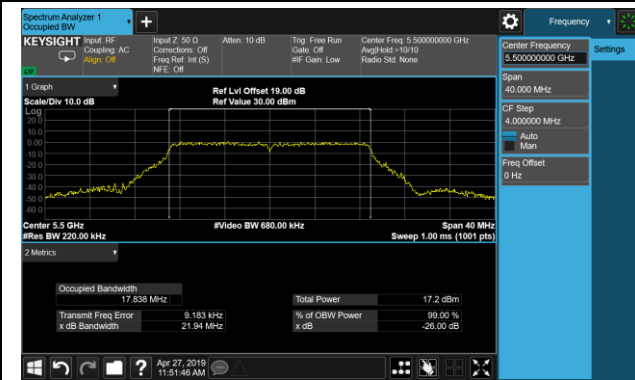 Spectrum Analyzer 1
Occupied BW
+
Frequency
KEYSIGHT Input: RF
Coupling: AC
Align: Off
Input Z: 50 Ω
Corrections: Off
Freq Ref: Int (S)
NFE: Off
Atten: 10 dB
Trig: Free Run
Gate: Off
#IF Gain: Low
Center Freq: 5.500000000 GHz
Avg|Hold:>10/10
Radio Std: None
Center Frequency
5.500000000 GHz
Settings
Span
40.000 MHz
CF Step
4.000000 MHz
Auto
Man
Freq Offset
0 Hz
1 Graph
Scale/Div 10.0 dB
Ref Lvl Offset 19.00 dB
Ref Value 30.00 dBm
Log
20.0
10.0
0.00
-10.0
-20.0
-30.0
-40.0
-50.0
-60.0
Center 5.5 GHz
#Res BW 220.00 kHz
#Video BW 680.00 kHz
Span 40 MHz
Sweep 1.00 ms (1001 pts)
2 Metrics
Occupied Bandwidth
17.838 MHz
Total Power 17.2 dBm
Transmit Freq Error 9.183 kHz
% of OBW Power 99.00 %
x dB Bandwidth 21.94 MHz
x dB -26.00 dB
?
Apr 27, 2019
11:51:46 AM